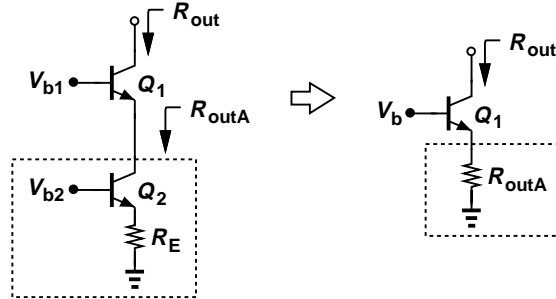 R_out
V_b1
Q_1
R_outA
V_b2
Q_2
R_E
R_out
V_b
Q_1
R_outA